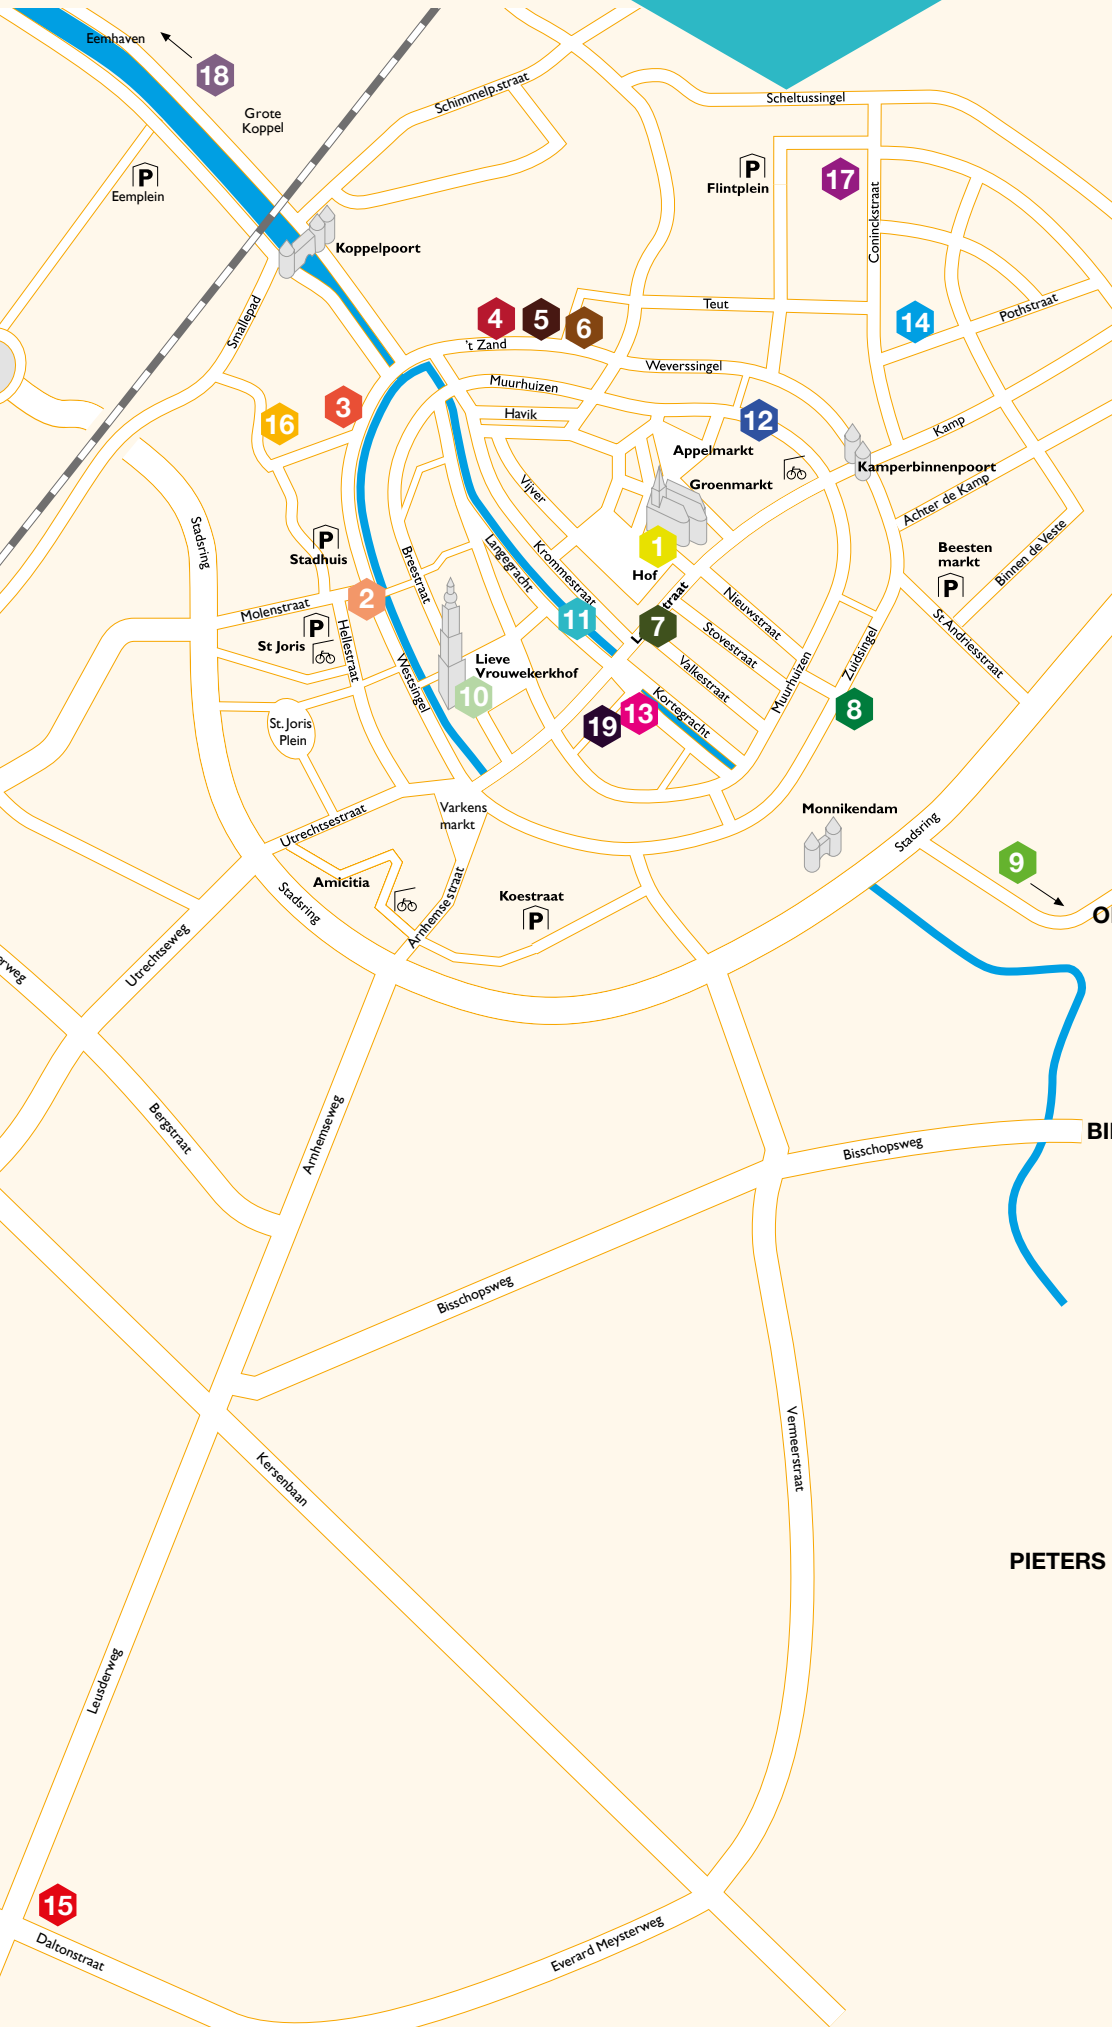 Eemhaven
18
Grote
Koppel
Schimmelp.straat
Scheltussingel
P
Eemplein
P
Flintplein
17
Coninckstraat
Koppelpoort
Smallepad
4
5
6
't Zand
Teut
14
Pothstraat
Weverssingel
Muurhuizen
Havik
3
16
12
Appelmarkt
Groenmarkt
Kamp
Kamperbinnenpoort
Achter de Kamp
Vijver
Stadsring
P
Stadhuis
Breestraat
Langegracht
Krommestraat
1
Hof
Beesten
markt
P
Binnen de Veste
2
Molenstraat
P
St Joris
Hellestraat
11
7
straat
Nieuwstraat
Stovestraat
Valkestraat
Muurhuizen
Zuidsingel
St Andriesstraat
Westsingel
Lieve
Vrouwekerkhof
10
Kortegracht
19
13
8
St. Joris
Plein
Varkens
markt
Utrechtsestraat
Monnikendam
Stadsring
9
Amicitia
Stadsring
Arnhemsestraat
Koestraat
P
Utrechtseweg
erweg
Bergstraat
Arnhemseweg
Bisschopsweg
Bisschopsweg
Kersenbaan
Vermeerstraat
PIETERS
Leusderweg
15
Daltonstraat
Everard Meysterweg